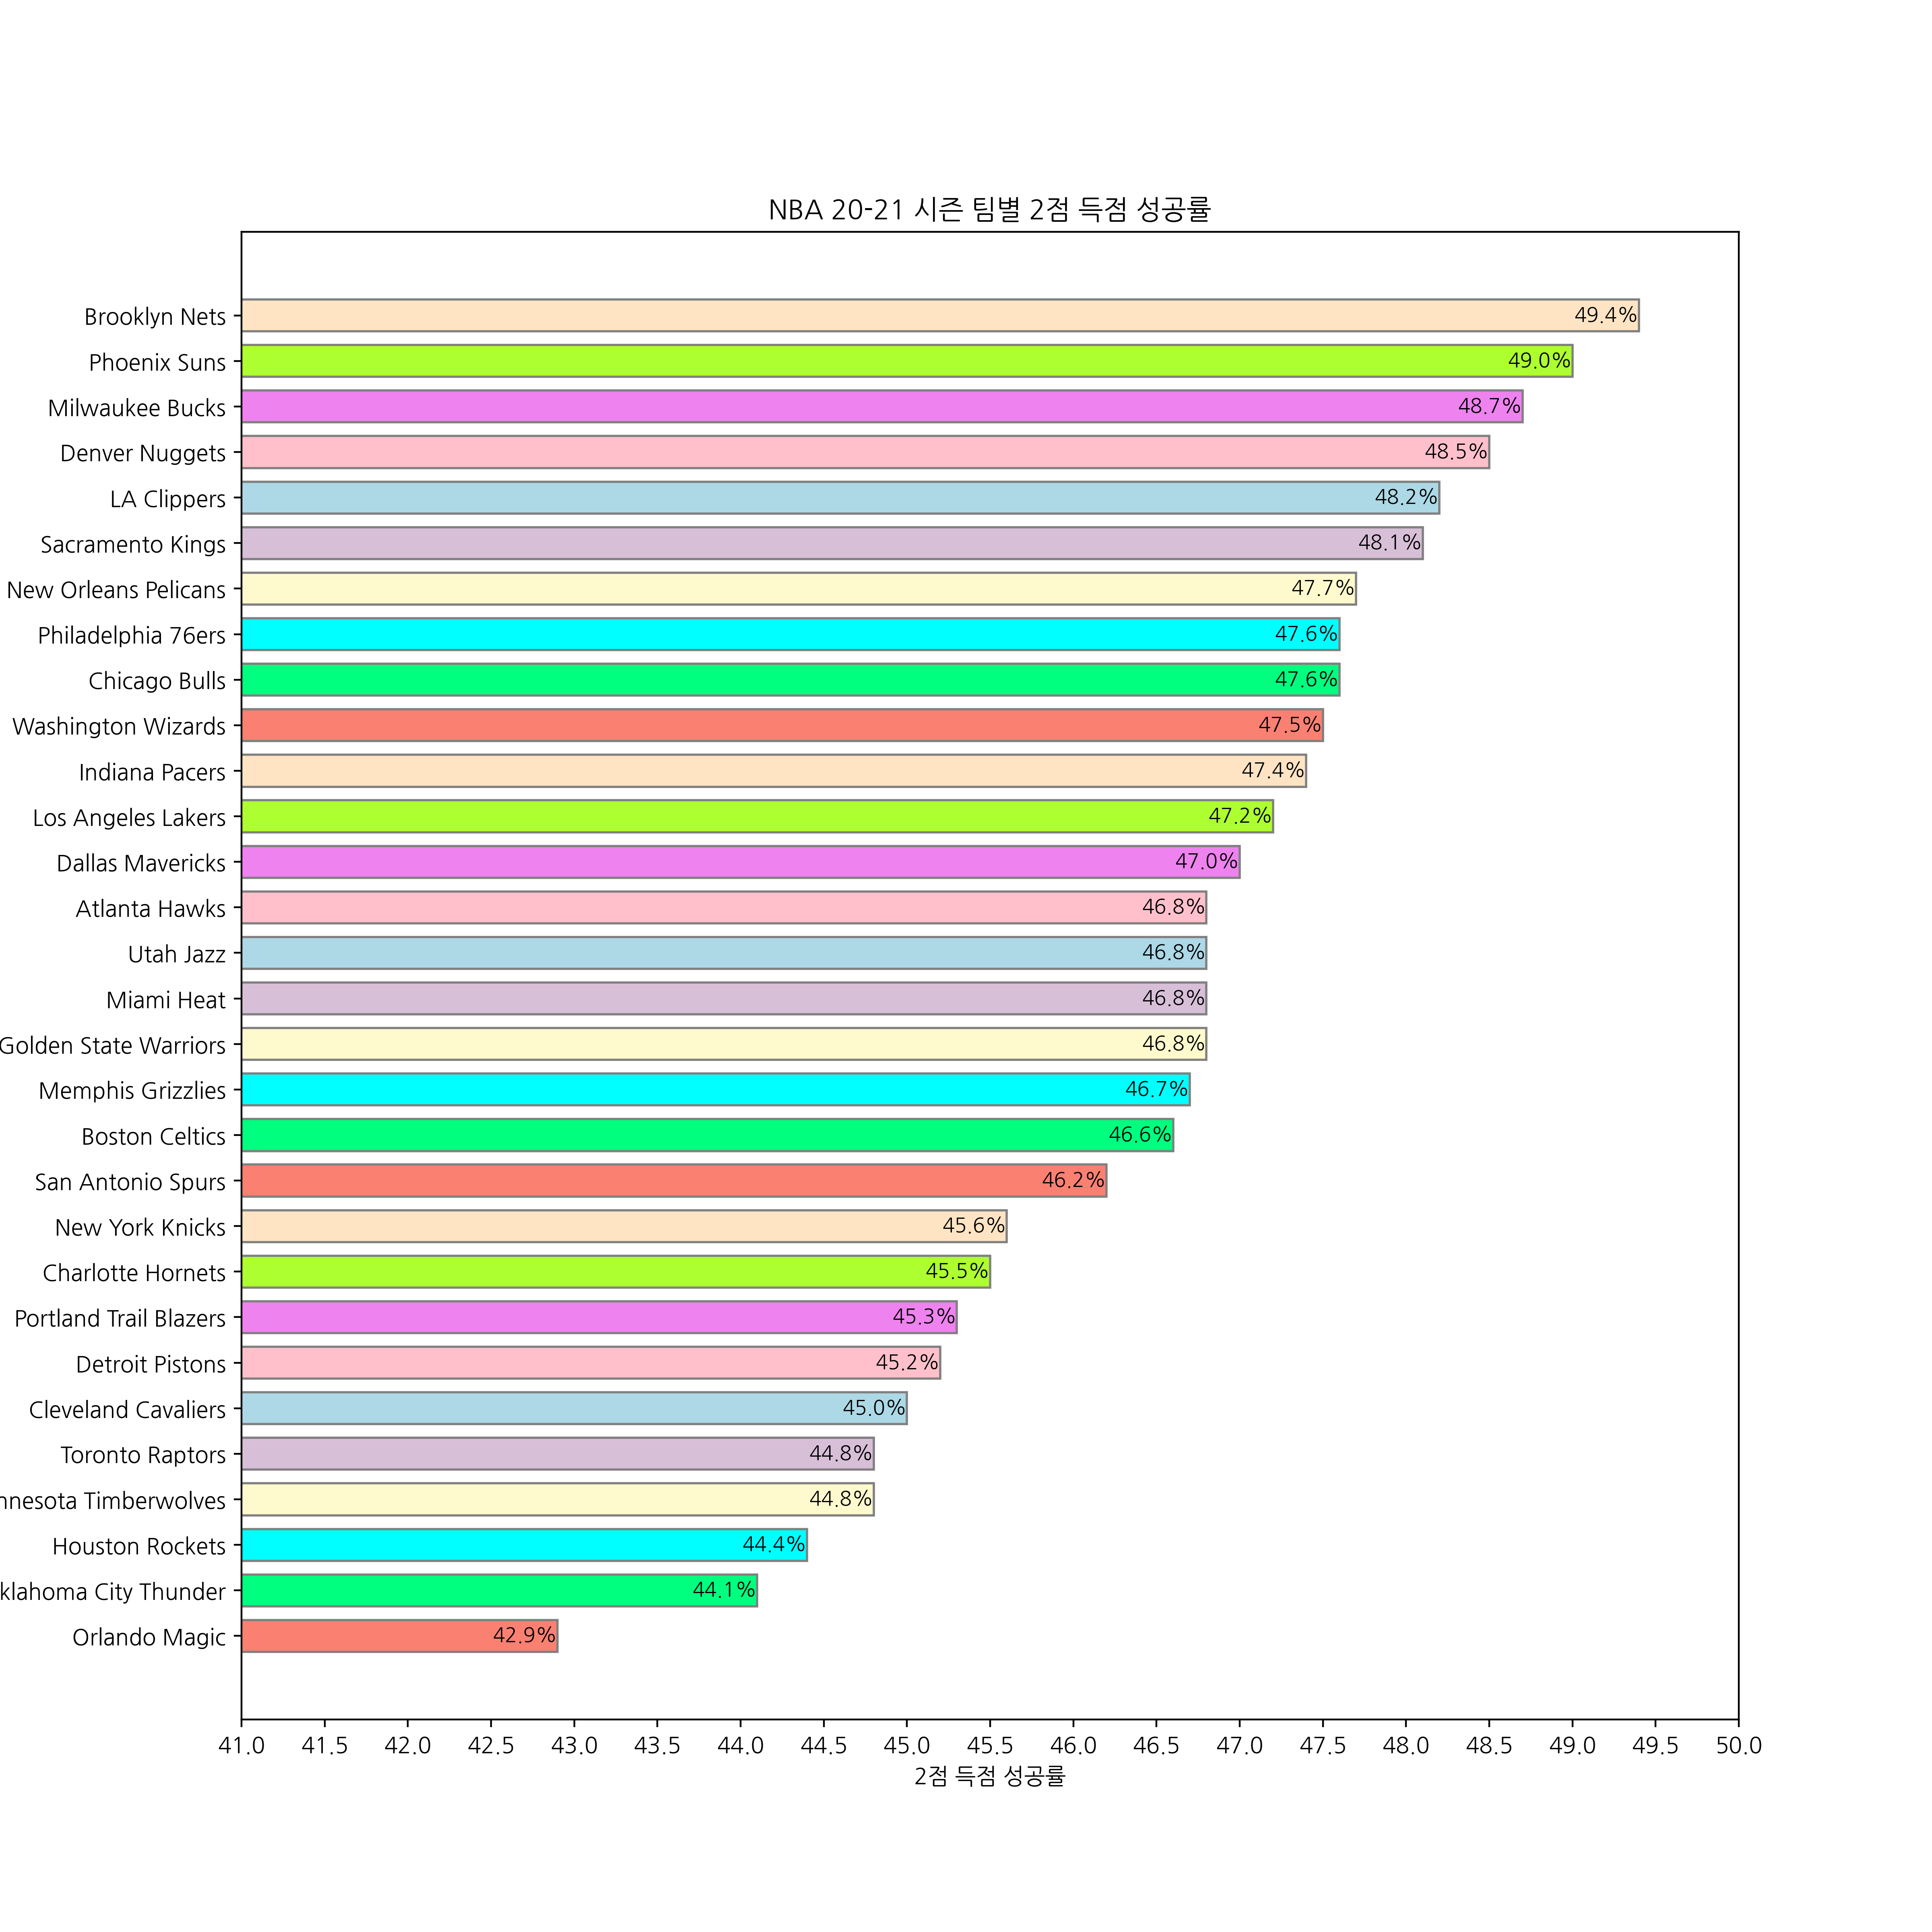 NBA 20-21 시즌 팀별 2점 득점 성공률
Brooklyn Nets 49.4%
Phoenix Suns 49.0%
Milwaukee Bucks 48.7%
Denver Nuggets 48.5%
LA Clippers 48.2%
Sacramento Kings 48.1%
New Orleans Pelicans 47.7%
Philadelphia 76ers 47.6%
Chicago Bulls 47.6%
Washington Wizards 47.5%
Indiana Pacers 47.4%
Los Angeles Lakers 47.2%
Dallas Mavericks 47.0%
Atlanta Hawks 46.8%
Utah Jazz 46.8%
Miami Heat 46.8%
Golden State Warriors 46.8%
Memphis Grizzlies 46.7%
Boston Celtics 46.6%
San Antonio Spurs 46.2%
New York Knicks 45.6%
Charlotte Hornets 45.5%
Portland Trail Blazers 45.3%
Detroit Pistons 45.2%
Cleveland Cavaliers 45.0%
Toronto Raptors 44.8%
nnesota Timberwolves 44.8%
Houston Rockets 44.4%
klahoma City Thunder 44.1%
Orlando Magic 42.9%
41.0 41.5 42.0 42.5 43.0 43.5 44.0 44.5 45.0 45.5 46.0 46.5 47.0 47.5 48.0 48.5 49.0 49.5 50.0
2점 득점 성공률